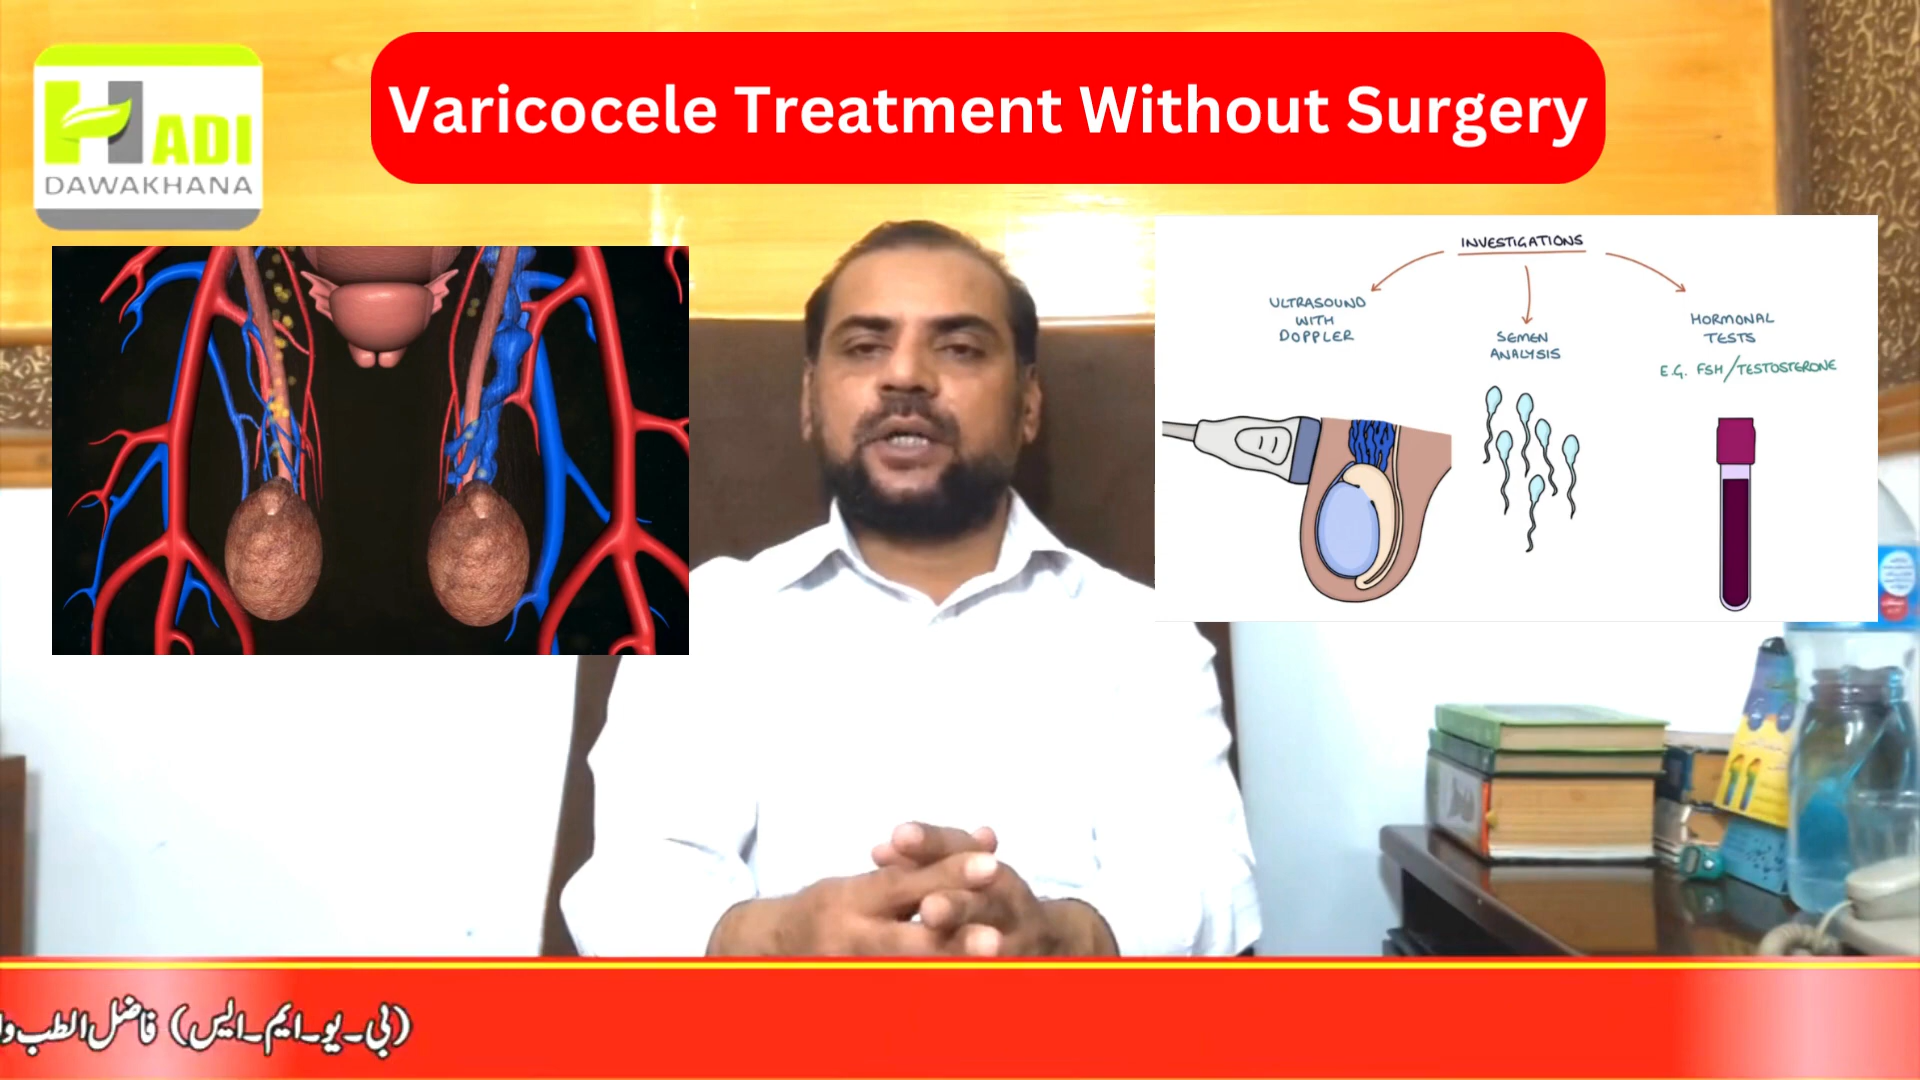 HADI
DAWAKHANA
Varicocele Treatment Without Surgery
INVESTIGATIONS
ULTRASOUND
WITH
DOPPLER
SEMEN
ANALYSIS
HORMONAL
TESTS
E.G. FSH/TESTOSTERONE
(بی۔یو۔ایم۔ایس) فاضل الطب